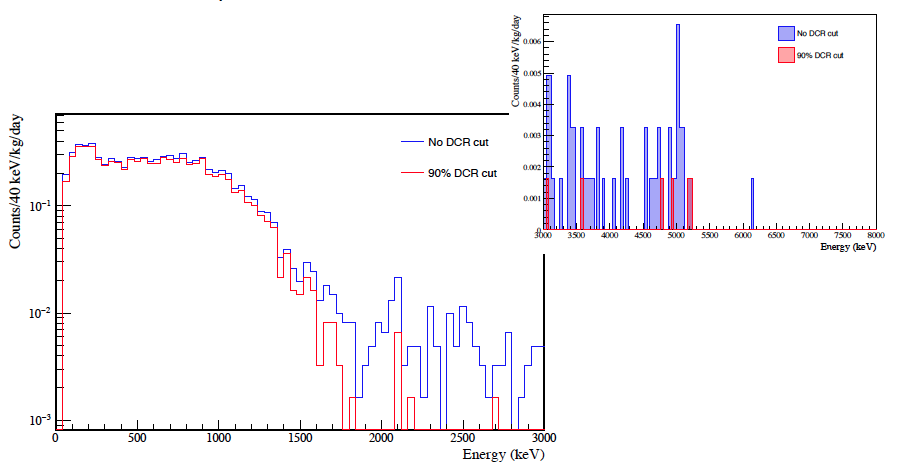 Counts/40 keV/kg/day
10⁻¹
10⁻²
10⁻³
0 500 1000 1500 2000 2500 3000
Energy (keV)
No DCR cut
90% DCR cut
Counts/40 keV/kg/day
0.006
0.005
0.004
0.003
0.002
0.001
0
3000 3500 4000 4500 5000 5500 6000 6500 7000 7500 8000
Energy (keV)
No DCR cut
90% DCR cut